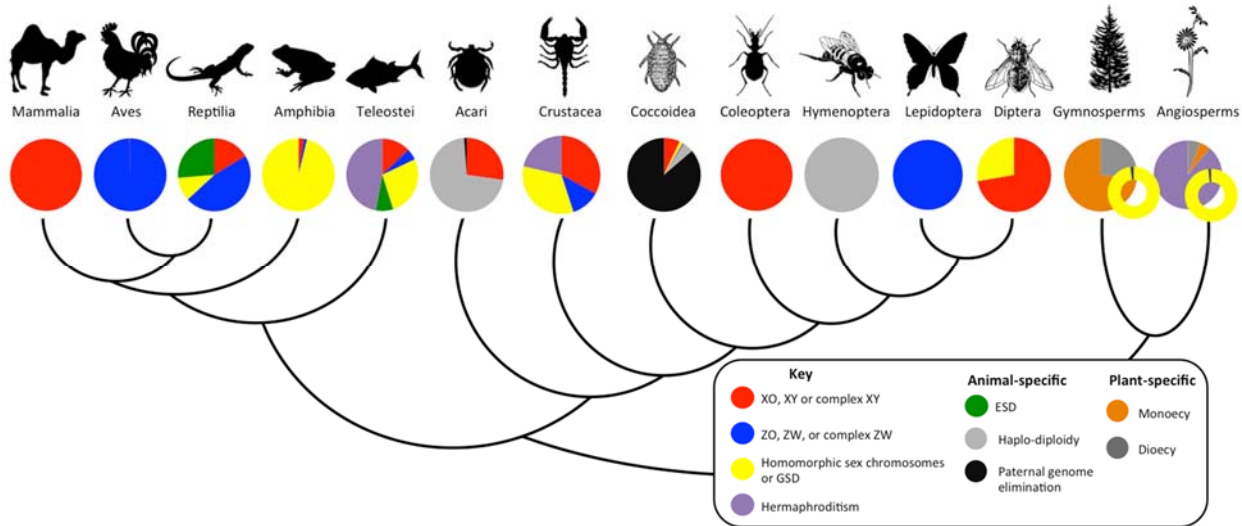 Mammalia Aves Reptilia Amphibia Teleostei Acari Crustacea Coccoidea Coleoptera Hymenoptera Lepidoptera Diptera Gymnosperms Angiosperms
Key
XO, XY or complex XY
ZO, ZW, or complex ZW
Homomorphic sex chromosomes
or GSD
Hermaphroditism
Animal-specific
ESD
Haplo-diploidy
Paternal genome
elimination
Plant-specific
Monoecy
Dioecy